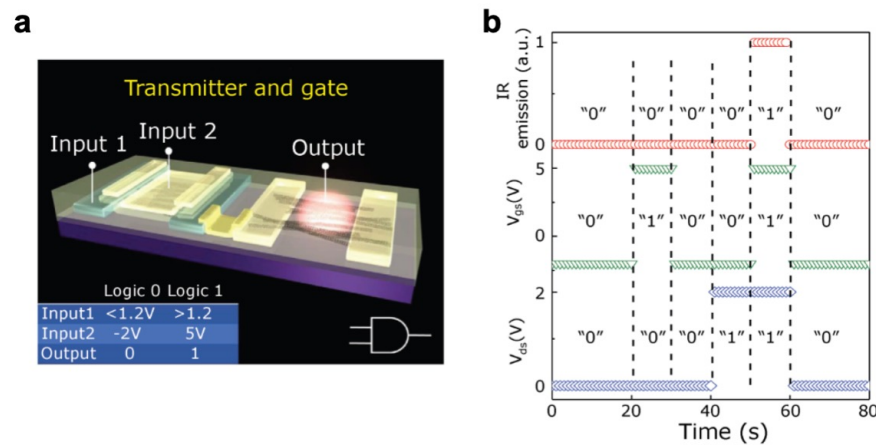 a
Transmitter and gate
Input 1
Input 2
Output
Logic 0 Logic 1
Input1 <1.2V >1.2
Input2 -2V 5V
Output 0 1
b
IR
emission (a.u.)
1
0
“0” “0” “0” “0” “1” “0”
Vgs(V)
5
0
“0” “1” “0” “0” “1” “0”
Vds(V)
2
0
“0” “0” “0” “1” “1” “0”
0 20 40 60 80
Time (s)